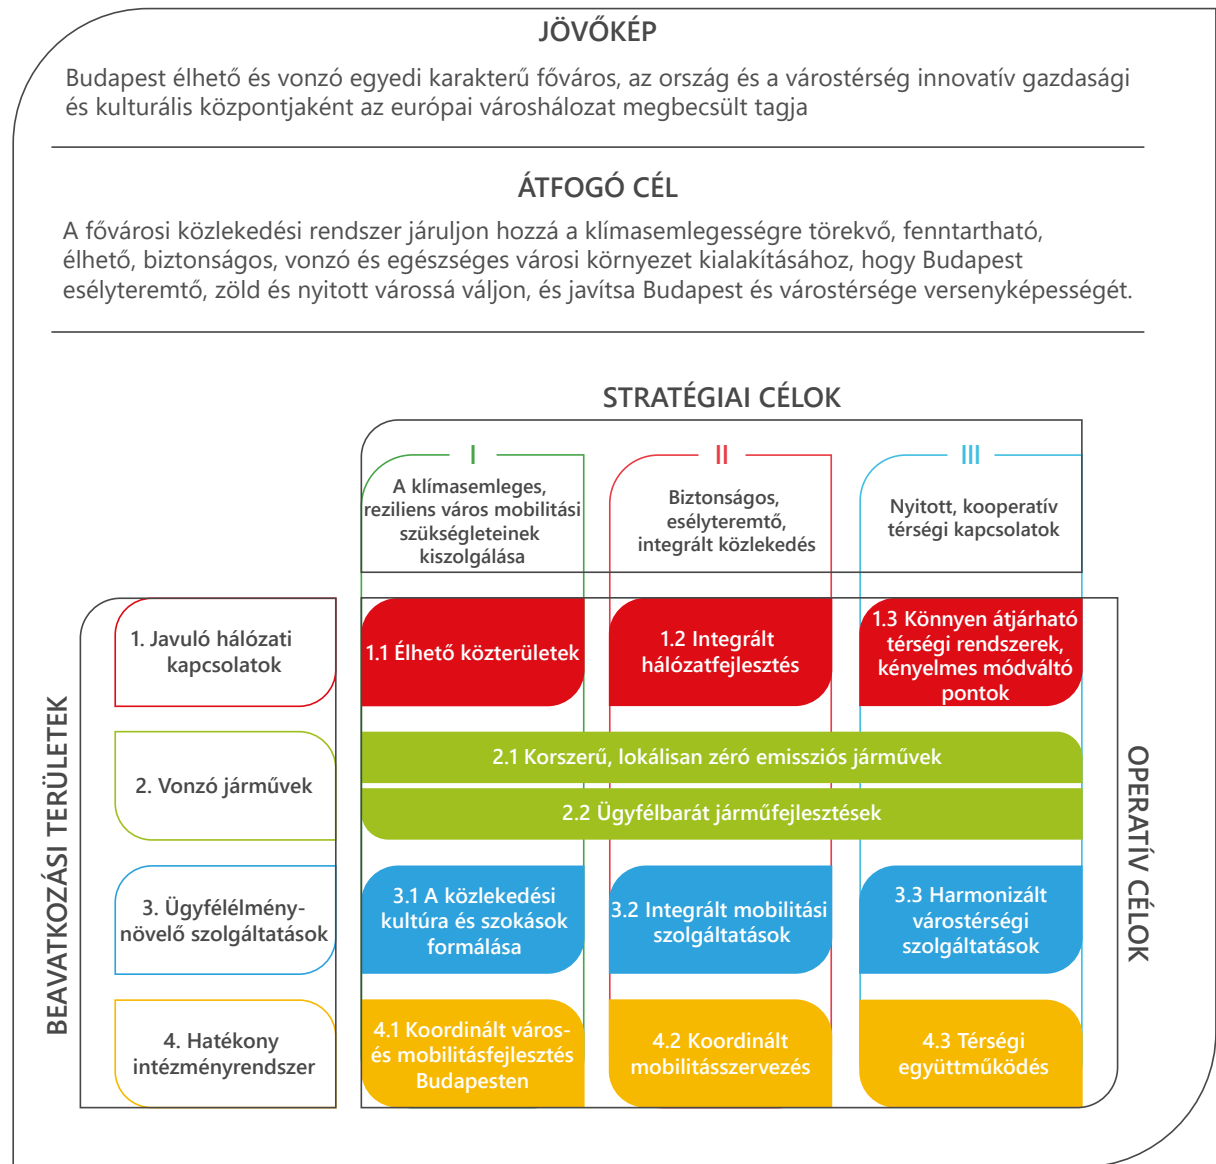 JÖVŐKÉP
Budapest élhető és vonzó egyedi karakterű főváros, az ország és a várostérség innovatív gazdasági
és kulturális központjaként az európai városhálózat megbecsült tagja
ÁTFOGÓ CÉL
A fővárosi közlekedési rendszer járuljon hozzá a klímasemlegességre törekvő, fenntartható,
élhető, biztonságos, vonzó és egészséges városi környezet kialakításához, hogy Budapest
esélyteremtő, zöld és nyitott várossá váljon, és javítsa Budapest és várostérsége versenyképességét.
STRATÉGIAI CÉLOK
I
A klímasemleges,
reziliens város mobilitási
szükségleteinek
kiszolgálása
II
Biztonságos,
esélyteremtő,
integrált közlekedés
III
Nyitott, kooperatív
térségi kapcsolatok
BEAVATKOZÁSI TERÜLETEK
1. Javuló hálózati
kapcsolatok
1.1 Élhető közterületek
1.2 Integrált
hálózatfejlesztés
1.3 Könnyen átjárható
térségi rendszerek,
kényelmes módváltó
pontok
2. Vonzó járművek
2.1 Korszerű, lokálisan zéró emissziós járművek
2.2 Ügyfélbarát járműfejlesztések
3. Ügyfélélmény-
növelő szolgáltatások
3.1 A közlekedési
kultúra és szokások
formálása
3.2 Integrált mobilitási
szolgáltatások
3.3 Harmonizált
várostérségi
szolgáltatások
4. Hatékony
intézményrendszer
4.1 Koordinált város-
és mobilitásfejlesztés
Budapesten
4.2 Koordinált
mobilitásszervezés
4.3 Térségi
együttműködés
OPERATÍV CÉLOK